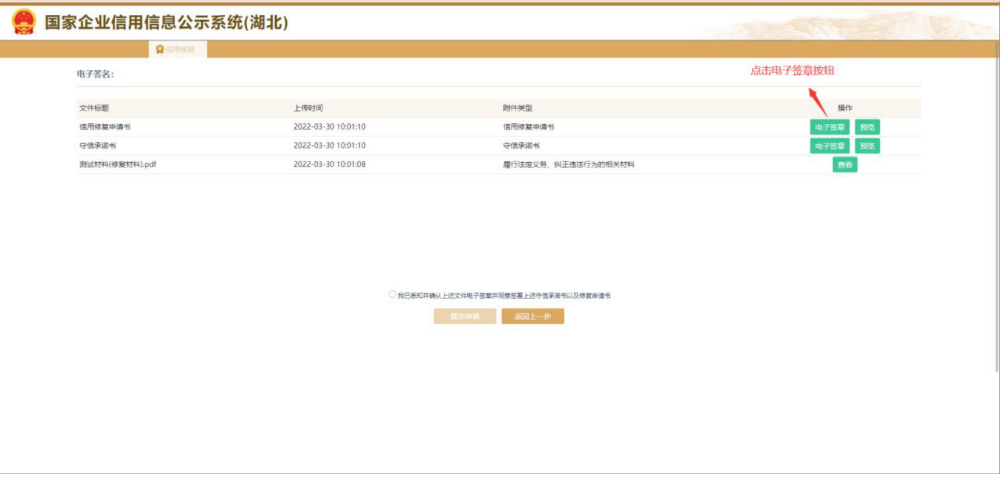 国家企业信用信息公示系统(湖北)
信用修复
电子签名：
点击电子签章按钮
文件标题 上传时间 附件类型 操作
信用修复申请书 2022-03-30 10:01:10 信用修复申请书 电子签章 预览
守信承诺书 2022-03-30 10:01:10 守信承诺书 电子签章 预览
测试材料(修复材料).pdf 2022-03-30 10:01:08 履行法定义务、纠正违法行为的相关材料 查看
我已悉知并确认上述文件电子签章并同意签署上述守信承诺书以及修复申请书
提交申请 返回上一步